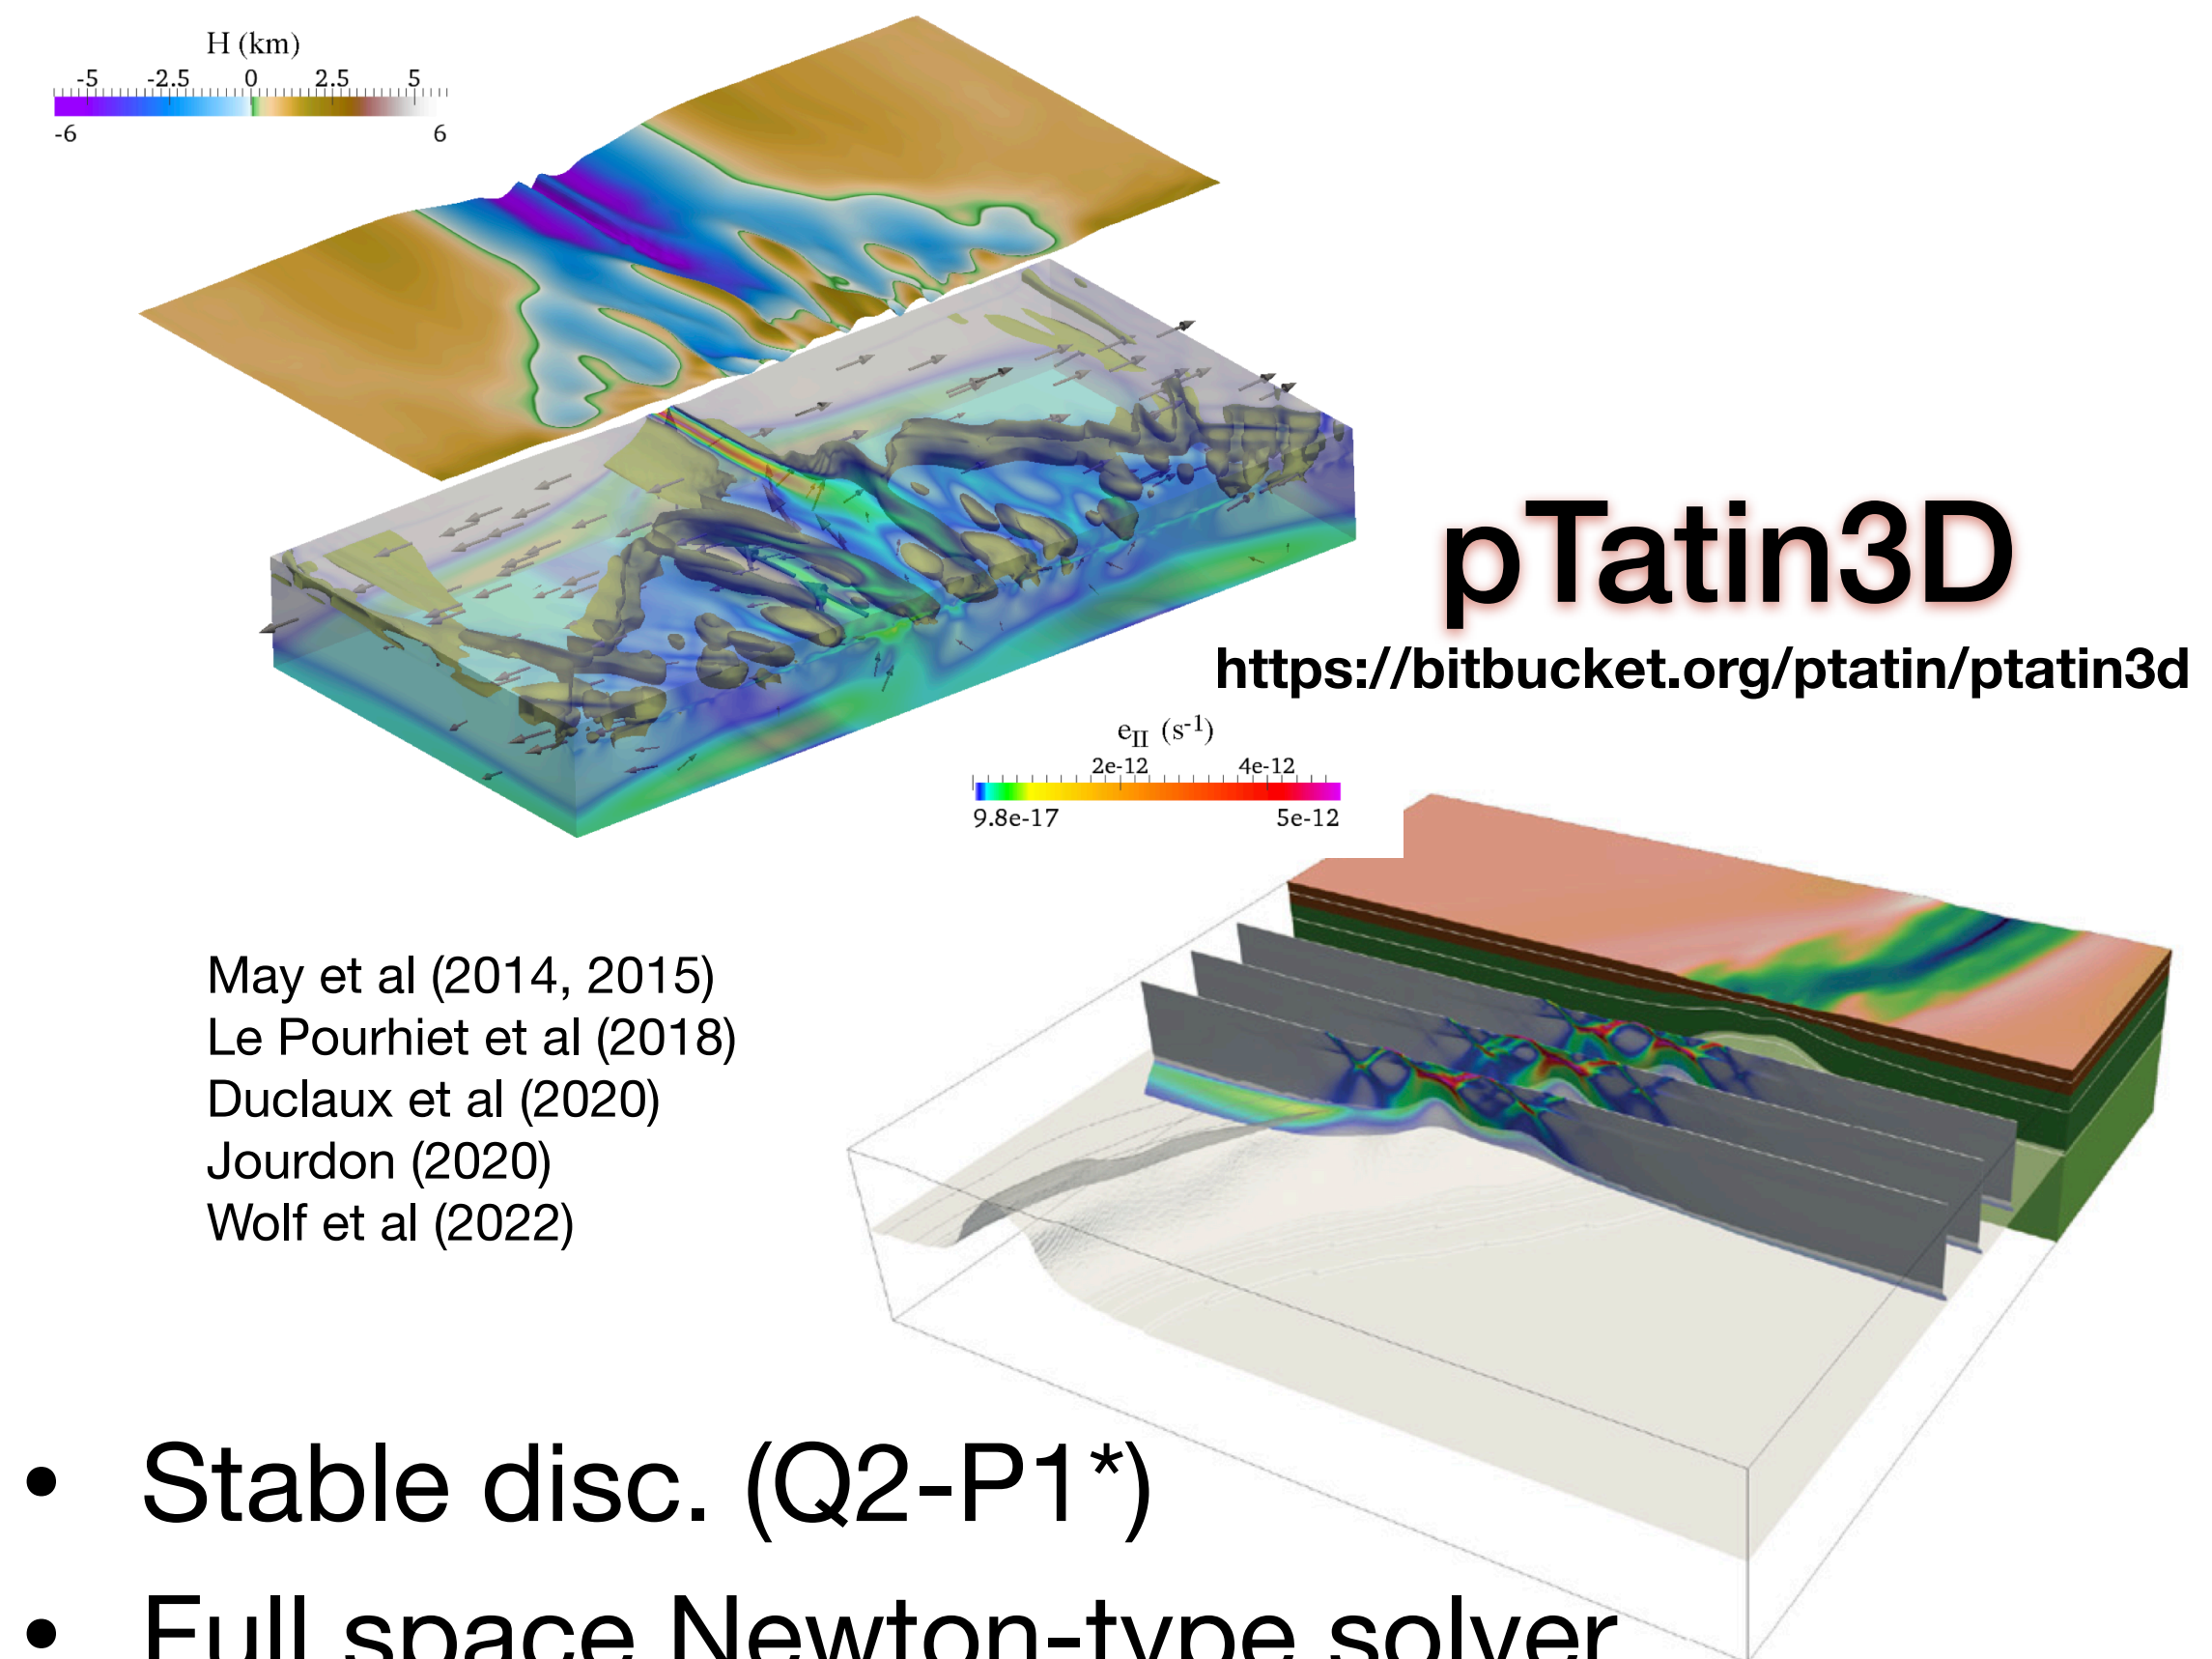 H (km)
-5 -2.5 0 2.5 5
-6 6
pTatin3D
https://bitbucket.org/ptatin/ptatin3d
eII (s-1)
2e-12 4e-12
9.8e-17 5e-12
May et al (2014, 2015)
Le Pourhiet et al (2018)
Duclaux et al (2020)
Jourdon (2020)
Wolf et al (2022)
• Stable disc. (Q2-P1*)
• Full space Newton-type solver